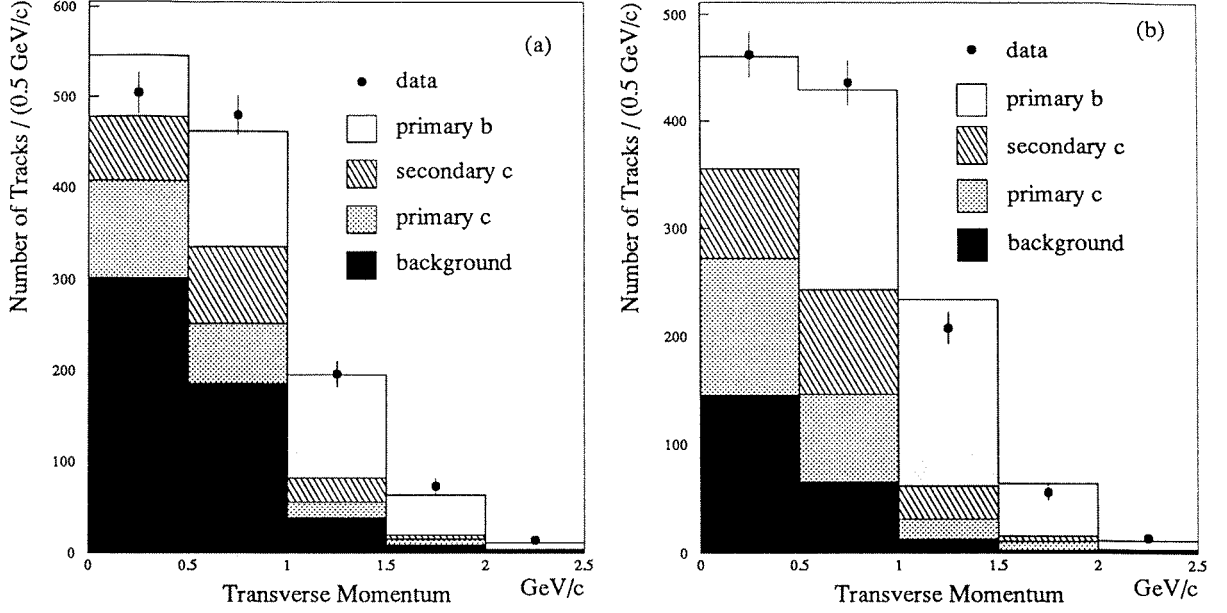 Number of Tracks / (0.5 GeV/c)
600
500
400
300
200
100
0
(a)
data
primary b
secondary c
primary c
background
0 0.5 1 1.5 2 2.5
Transverse Momentum GeV/c
Number of Tracks / (0.5 GeV/c)
500
400
300
200
100
0
(b)
data
primary b
secondary c
primary c
background
0 0.5 1 1.5 2 2.5
Transverse Momentum GeV/c